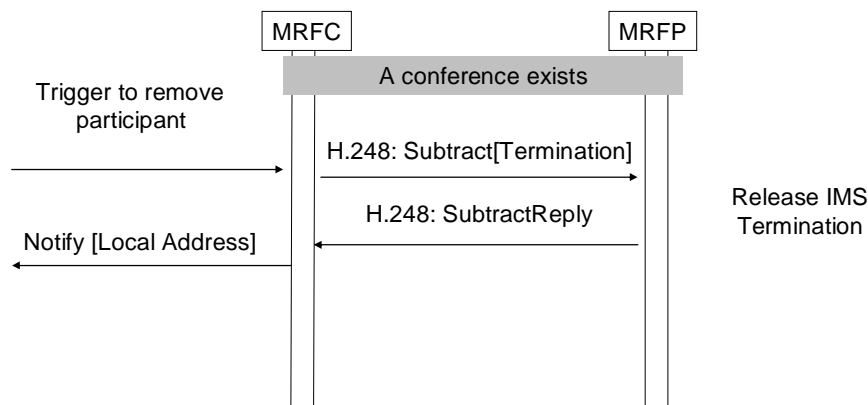 MRFC
MRFP
A conference exists
Trigger to remove
participant
H.248: Subtract[Termination]
H.248: SubtractReply
Release IMS
Termination
Notify [Local Address]